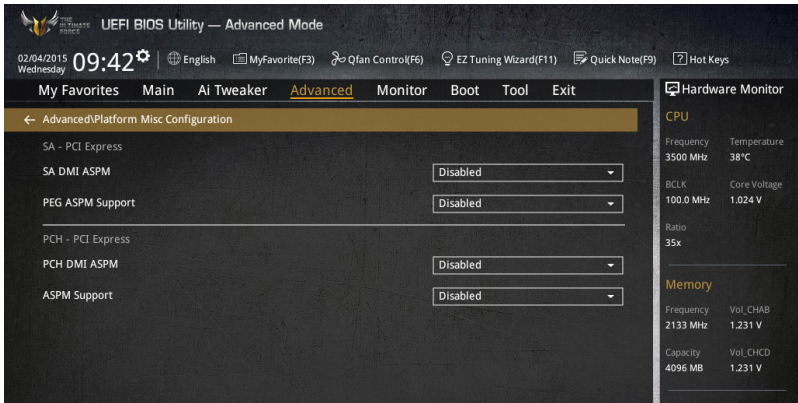 THE
ULTIMATE
FORCE
UEFI BIOS Utility — Advanced Mode
02/04/2015
Wednesday
09:42
English
MyFavorite(F3)
Qfan Control(F6)
EZ Tuning Wizard(F11)
Quick Note(F9)
? Hot Keys
My Favorites Main Ai Tweaker Advanced Monitor Boot Tool Exit
← Advanced\Platform Misc Configuration
SA - PCI Express
SA DMI ASPM Disabled
PEG ASPM Support Disabled
PCH - PCI Express
PCH DMI ASPM Disabled
ASPM Support Disabled
Hardware Monitor
CPU
Frequency Temperature
3500 MHz 38°C
BCLK Core Voltage
100.0 MHz 1.024 V
Ratio
35x
Memory
Frequency Vol_CHAB
2133 MHz 1.231 V
Capacity Vol_CHCD
4096 MB 1.231 V